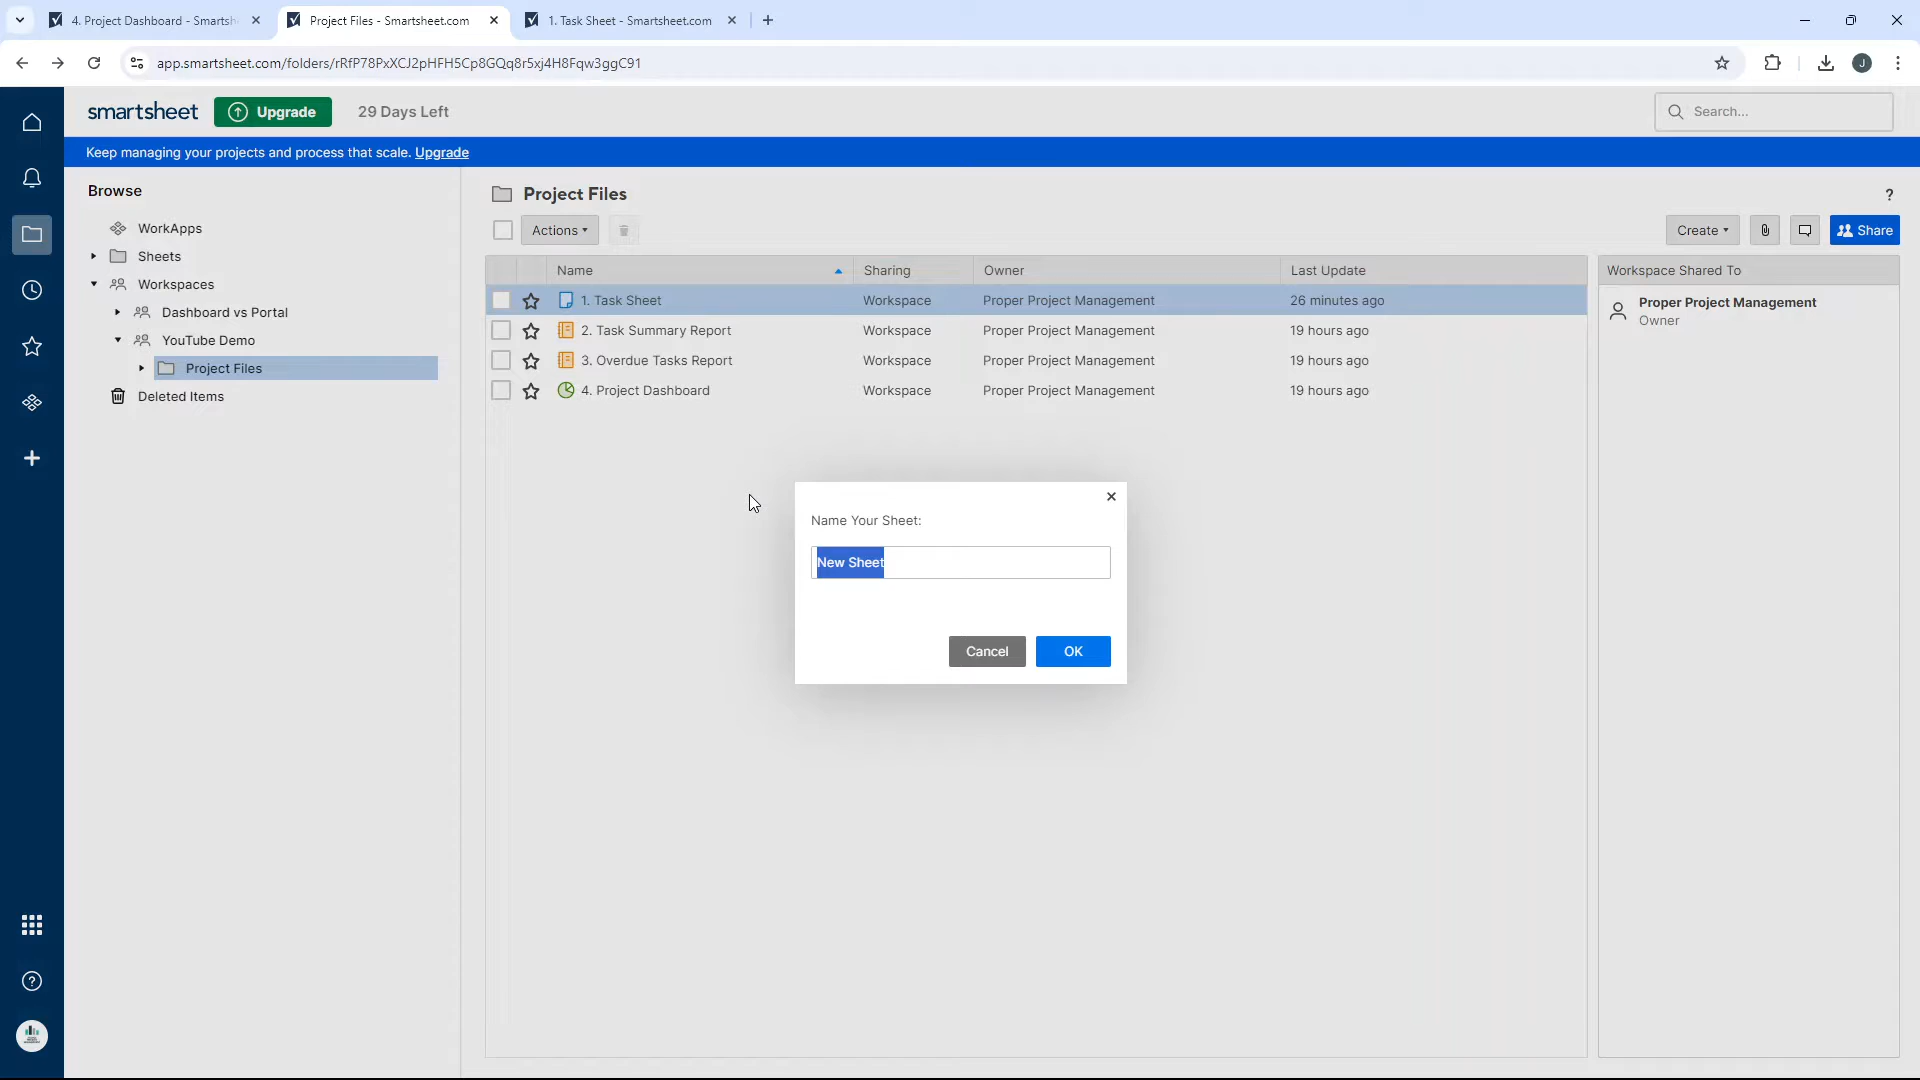 4. Project Dashboard - Smartsh
Project Files - Smartsheet.com
1. Task Sheet - Smartsheet.com
app.smartsheet.com/folders/rRfP78PxXCJ2pHFH5Cp8GQq8r5xj4H8Fqw3ggC91
J
smartsheet
Upgrade
29 Days Left
Search...
Keep managing your projects and process that scale. Upgrade
Browse
WorkApps
Sheets
Workspaces
Dashboard vs Portal
YouTube Demo
Project Files
Deleted Items
Project Files
?
Actions
Create
Share
Name
Sharing
Owner
Last Update
1. Task Sheet
Workspace
Proper Project Management
26 minutes ago
2. Task Summary Report
Workspace
Proper Project Management
19 hours ago
3. Overdue Tasks Report
Workspace
Proper Project Management
19 hours ago
4. Project Dashboard
Workspace
Proper Project Management
19 hours ago
Workspace Shared To
Proper Project Management
Owner
Name Your Sheet:
New Sheet
Cancel
OK